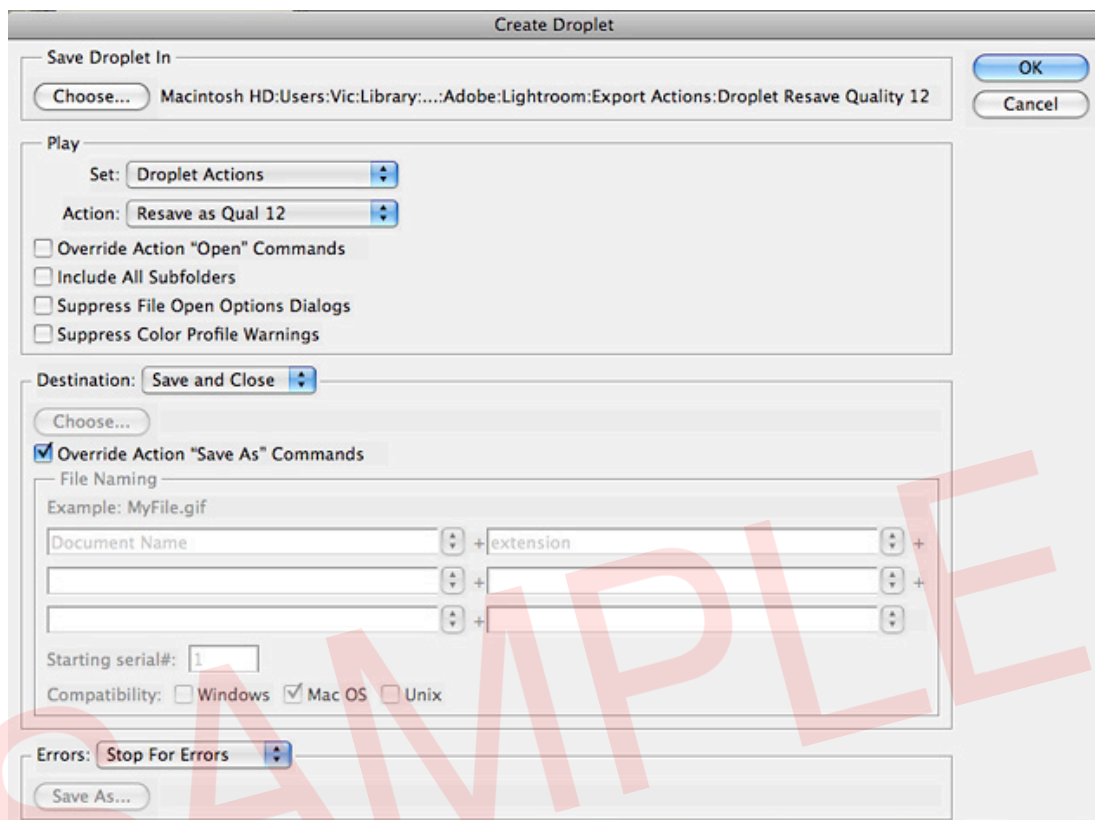 Create Droplet
Save Droplet In
OK
Choose... Macintosh HD:Users:Vic:Library:...:Adobe:Lightroom:Export Actions:Droplet Resave Quality 12
Cancel
Play
Set: Droplet Actions
Action: Resave as Qual 12
Override Action “Open” Commands
Include All Subfolders
Suppress File Open Options Dialogs
Suppress Color Profile Warnings
Destination: Save and Close
Choose...
Override Action “Save As” Commands
File Naming
Example: MyFile.gif
Document Name + extension +
+ +
+
Starting serial#: 1
Compatibility: Windows Mac OS Unix
Errors: Stop For Errors
Save As...
SAMPLE